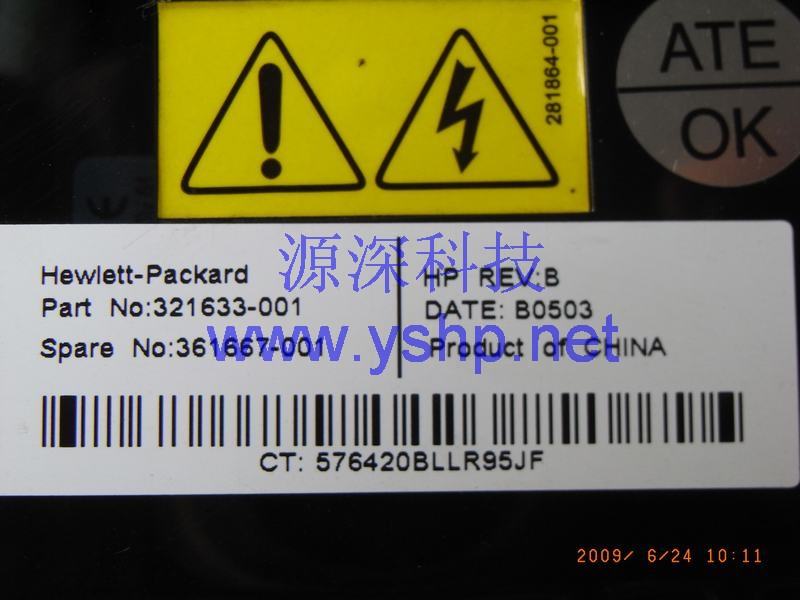 281864-001
ATE
OK
源深科技
www.yshp.net
Hewlett-Packard
Part No:321633-001
Spare No:361667-001
HP REV:B
DATE: B0503
Product of CHINA
CT: 576420BLLR95JF
2009/ 6/24 10:11